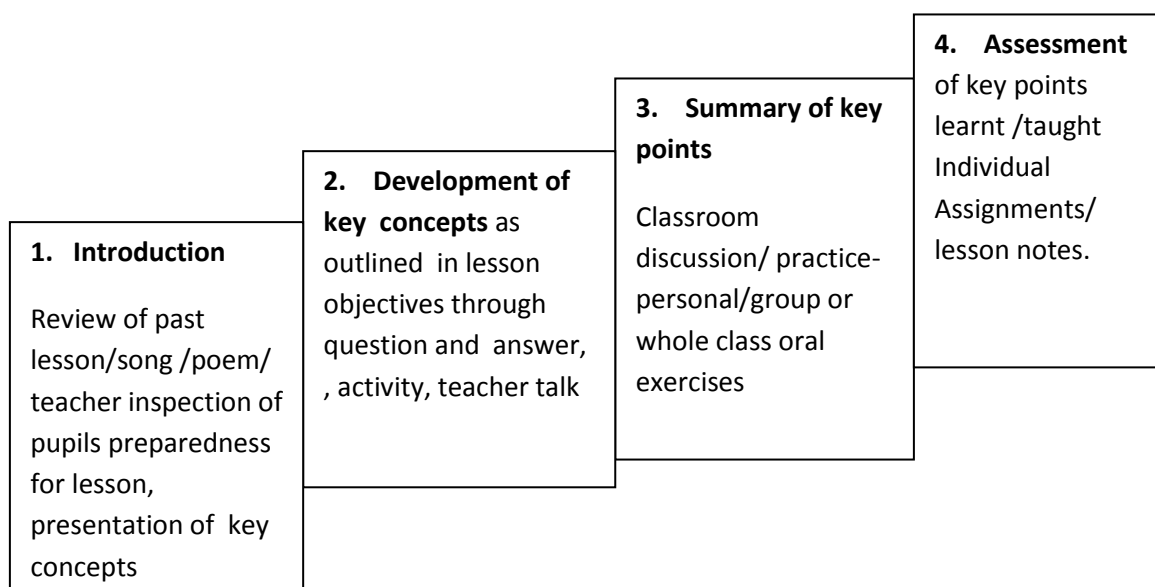 1. Introduction
Review of past
lesson/song /poem/
teacher inspection of
pupils preparedness
for lesson,
presentation of key
concepts
2. Development of
key concepts as
outlined in lesson
objectives through
question and answer,
, activity, teacher talk
3. Summary of key
points
Classroom
discussion/ practice-
personal/group or
whole class oral
exercises
4. Assessment
of key points
learnt /taught
Individual
Assignments/
lesson notes.